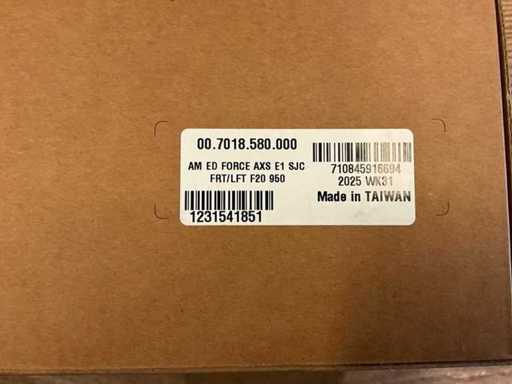 00.7018.580.000
AM ED FORCE AXS E1 SJC
FRT/LFT F20 950
710845916694
2025 WK31
Made in TAIWAN
1231541851